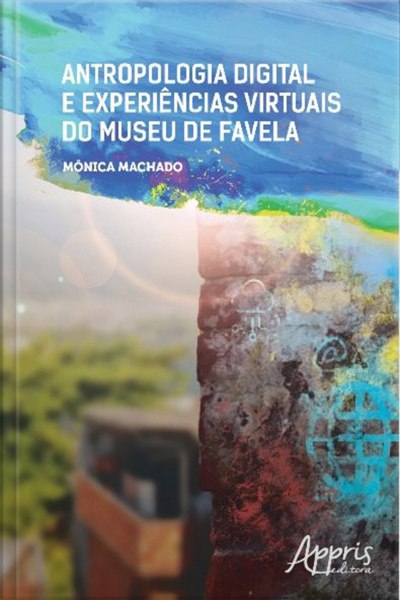 ANTROPOLOGIA DIGITAL
E EXPERIÊNCIAS VIRTUAIS
DO MUSEU DE FAVELA
MÔNICA MACHADO
@
Appris
editora